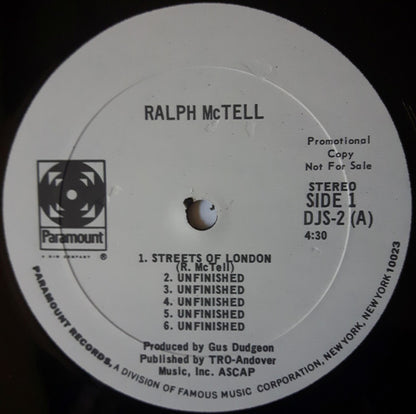 RALPH McTELL
Promotional
Copy
Not For Sale
STEREO
SIDE 1
DJS-2 (A)
4:30
Paramount
A G+W COMPANY
1. STREETS OF LONDON
(R. McTell)
2. UNFINISHED
3. UNFINISHED
4. UNFINISHED
5. UNFINISHED
6. UNFINISHED
Produced by Gus Dudgeon
Published by TRO-Andover
Music, Inc. ASCAP
PARAMOUNT RECORDS, A DIVISION OF FAMOUS MUSIC CORPORATION, NEW YORK, NEW YORK 10023